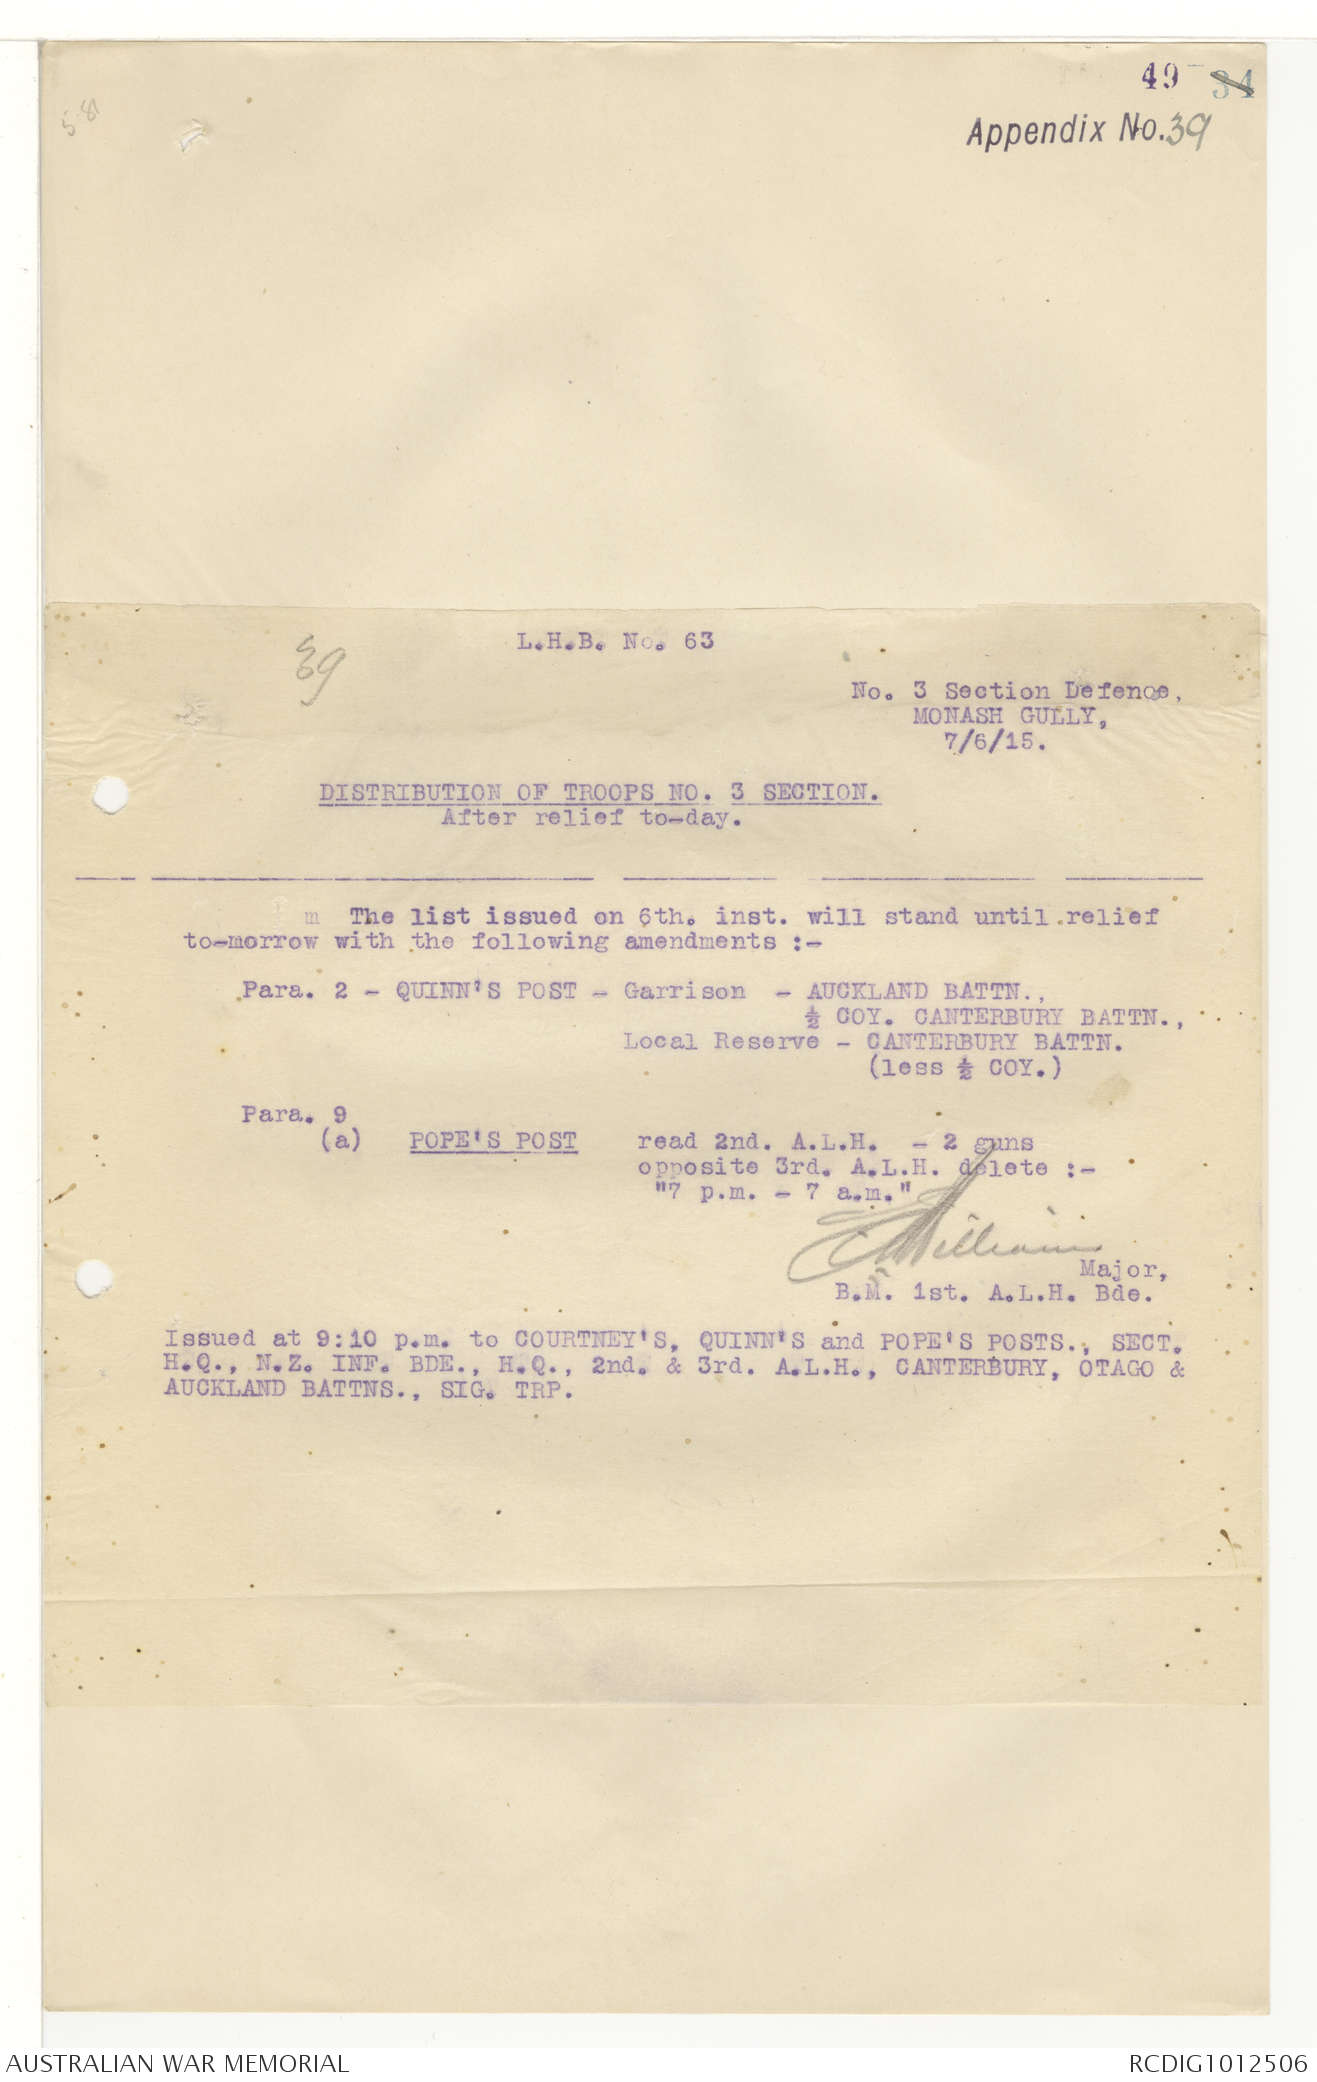 5.81
49 34
Appendix No. 39
39
L.H.B. No. 63
No. 3 Section Defence,
MONASH GULLY,
7/6/15.
DISTRIBUTION OF TROOPS NO. 3 SECTION.
After relief to-day.
m The list issued on 6th. inst. will stand until relief
to-morrow with the following amendments :-
Para. 2 - QUINN'S POST - Garrison - AUCKLAND BATTN.,
½ COY. CANTERBURY BATTN.,
Local Reserve - CANTERBURY BATTN.
(less ½ COY.)
Para. 9
(a) POPE'S POST read 2nd. A.L.H. - 2 guns
opposite 3rd. A.L.H. delete :-
"7 p.m. - 7 a.m."
Major,
B.M. 1st. A.L.H. Bde.
Issued at 9:10 p.m. to COURTNEY'S, QUINN'S and POPE'S POSTS., SECT.
H.Q., N.Z. INF. BDE., H.Q., 2nd. & 3rd. A.L.H., CANTERBURY, OTAGO &
AUCKLAND BATTNS., SIG. TRP.
AUSTRALIAN WAR MEMORIAL
RCDIG1012506